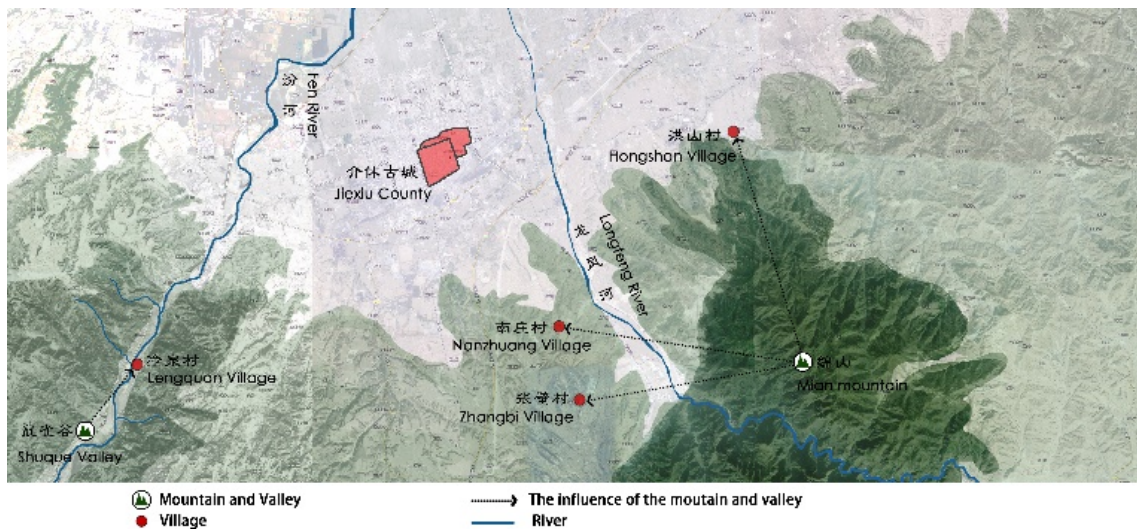 Fen River
汾河
介休古城
Jiexiu County
洪山村
Hongshan Village
龙凤河
Longfeng River
南庄村
Nanzhuang Village
绵山
Mian mountain
冷泉村
Lengquan Village
张壁村
Zhangbi Village
雀谷
Shuque Valley
Mountain and Valley
The influence of the moutain and valley
Village
River